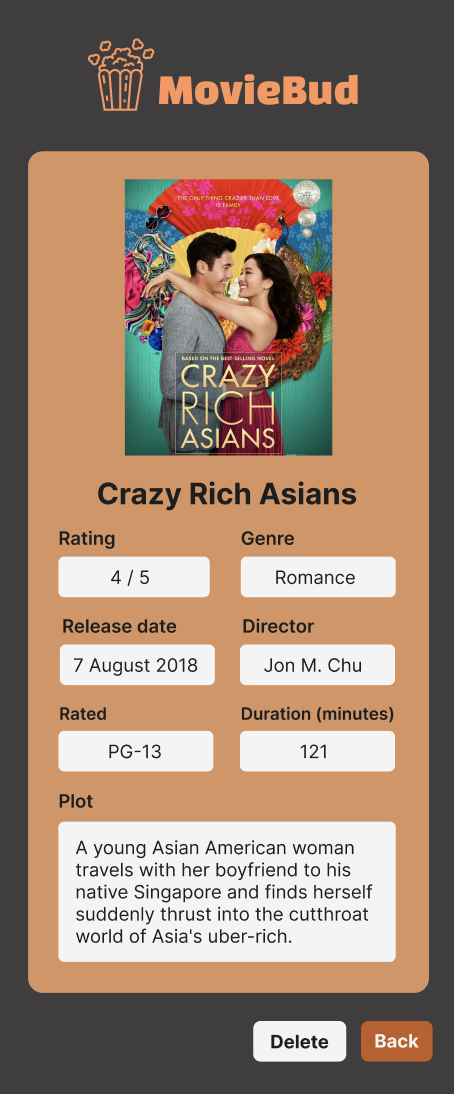 MovieBud
THE ONLY THING CRAZIER THAN LOVE
IS FAMILY
BASED ON THE BEST-SELLING NOVEL
CRAZY
RICH
ASIANS
Crazy Rich Asians
Rating
Genre
4 / 5
Romance
Release date
Director
7 August 2018
Jon M. Chu
Rated
Duration (minutes)
PG-13
121
Plot
A young Asian American woman
travels with her boyfriend to his
native Singapore and finds herself
suddenly thrust into the cutthroat
world of Asia's uber-rich.
Delete
Back